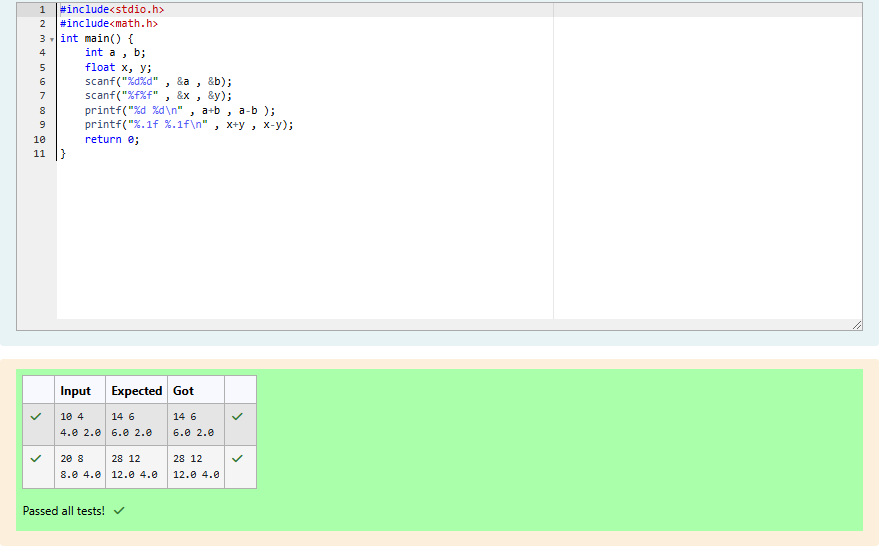 1 #include<stdio.h>
2 #include<math.h>
3 int main() {
4     int a , b;
5     float x, y;
6     scanf("%d%d" , &a , &b);
7     scanf("%f%f" , &x , &y);
8     printf("%d %d\n" , a+b , a-b );
9     printf("%.1f %.1f\n" , x+y , x-y);
10     return 0;
11 }
Input Expected Got
10 4 14 6 14 6
4.0 2.0 6.0 2.0 6.0 2.0
20 8 28 12 28 12
8.0 4.0 12.0 4.0 12.0 4.0
Passed all tests!